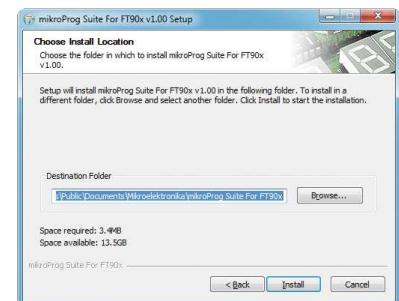 mikroProg Suite For FT90x v1.00 Setup
Choose Install Location
Choose the folder in which to install mikroProg Suite For FT90x
v1.00.
Setup will install mikroProg Suite For FT90x v1.00 in the following folder. To install in a
different folder, click Browse and select another folder. Click Install to start the installation.
Destination Folder
s\Public\Documents\Mikroelektronika\mikroProg Suite For FT90x
Browse...
Space required: 3.4MB
Space available: 13.5GB
mikroProg Suite For FT90x
< Back Install Cancel